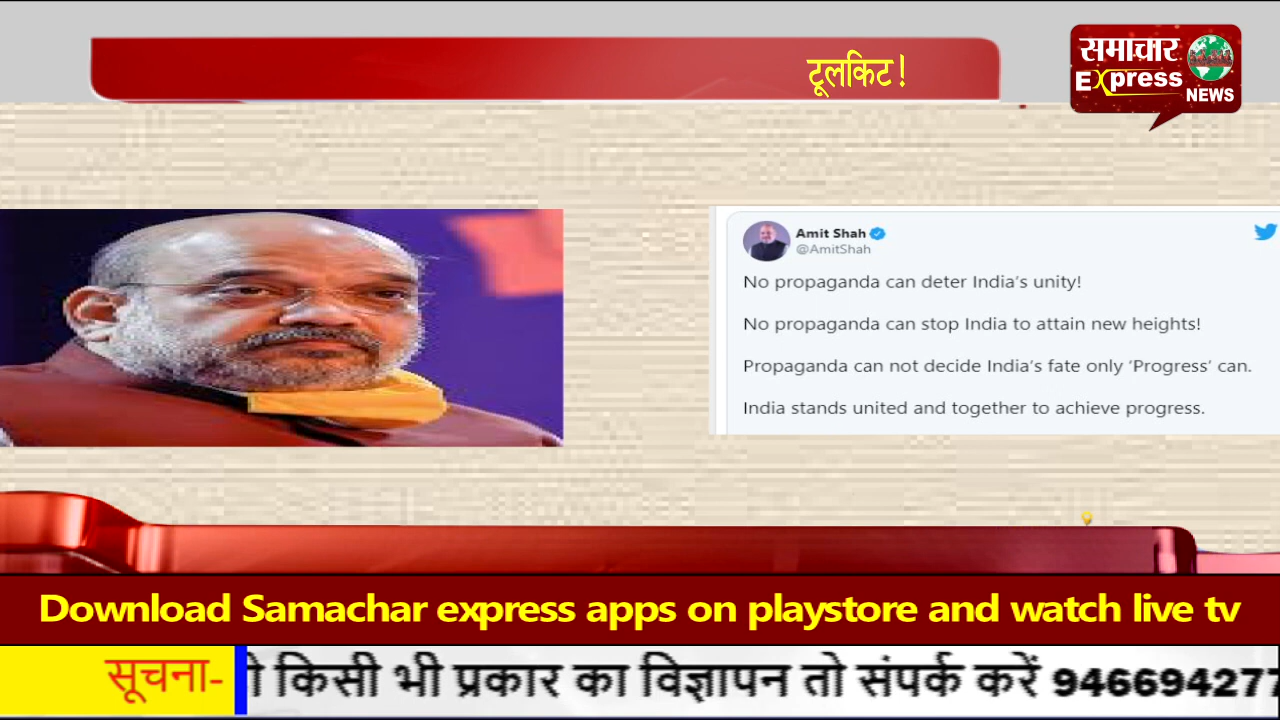 टूलकिट!
समाचार
Express
NEWS
Amit Shah
@AmitShah
No propaganda can deter India's unity!
No propaganda can stop India to attain new heights!
Propaganda can not decide India's fate only 'Progress' can.
India stands united and together to achieve progress.
Download Samachar express apps on playstore and watch live tv
सूचना- किसी भी प्रकार का विज्ञापन तो संपर्क करें 946694277